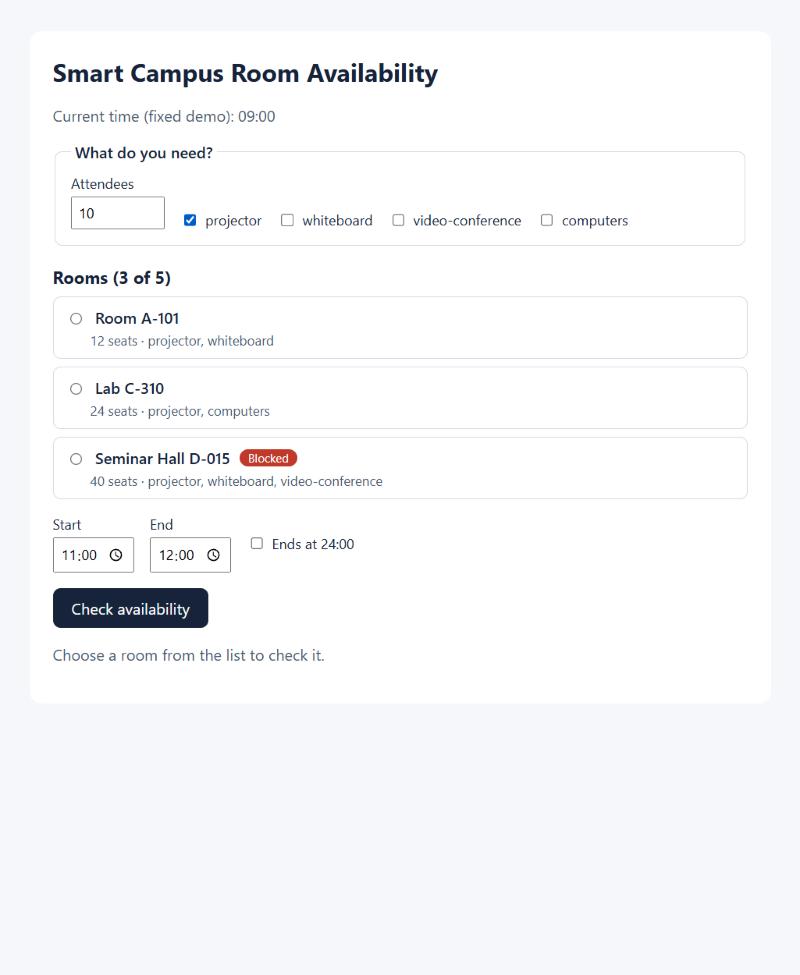 Smart Campus Room Availability
Current time (fixed demo): 09:00
What do you need?
Attendees
10
projector whiteboard video-conference computers
Rooms (3 of 5)
Room A-101
12 seats · projector, whiteboard
Lab C-310
24 seats · projector, computers
Seminar Hall D-015 Blocked
40 seats · projector, whiteboard, video-conference
Start End
11:00 12:00 Ends at 24:00
Check availability
Choose a room from the list to check it.